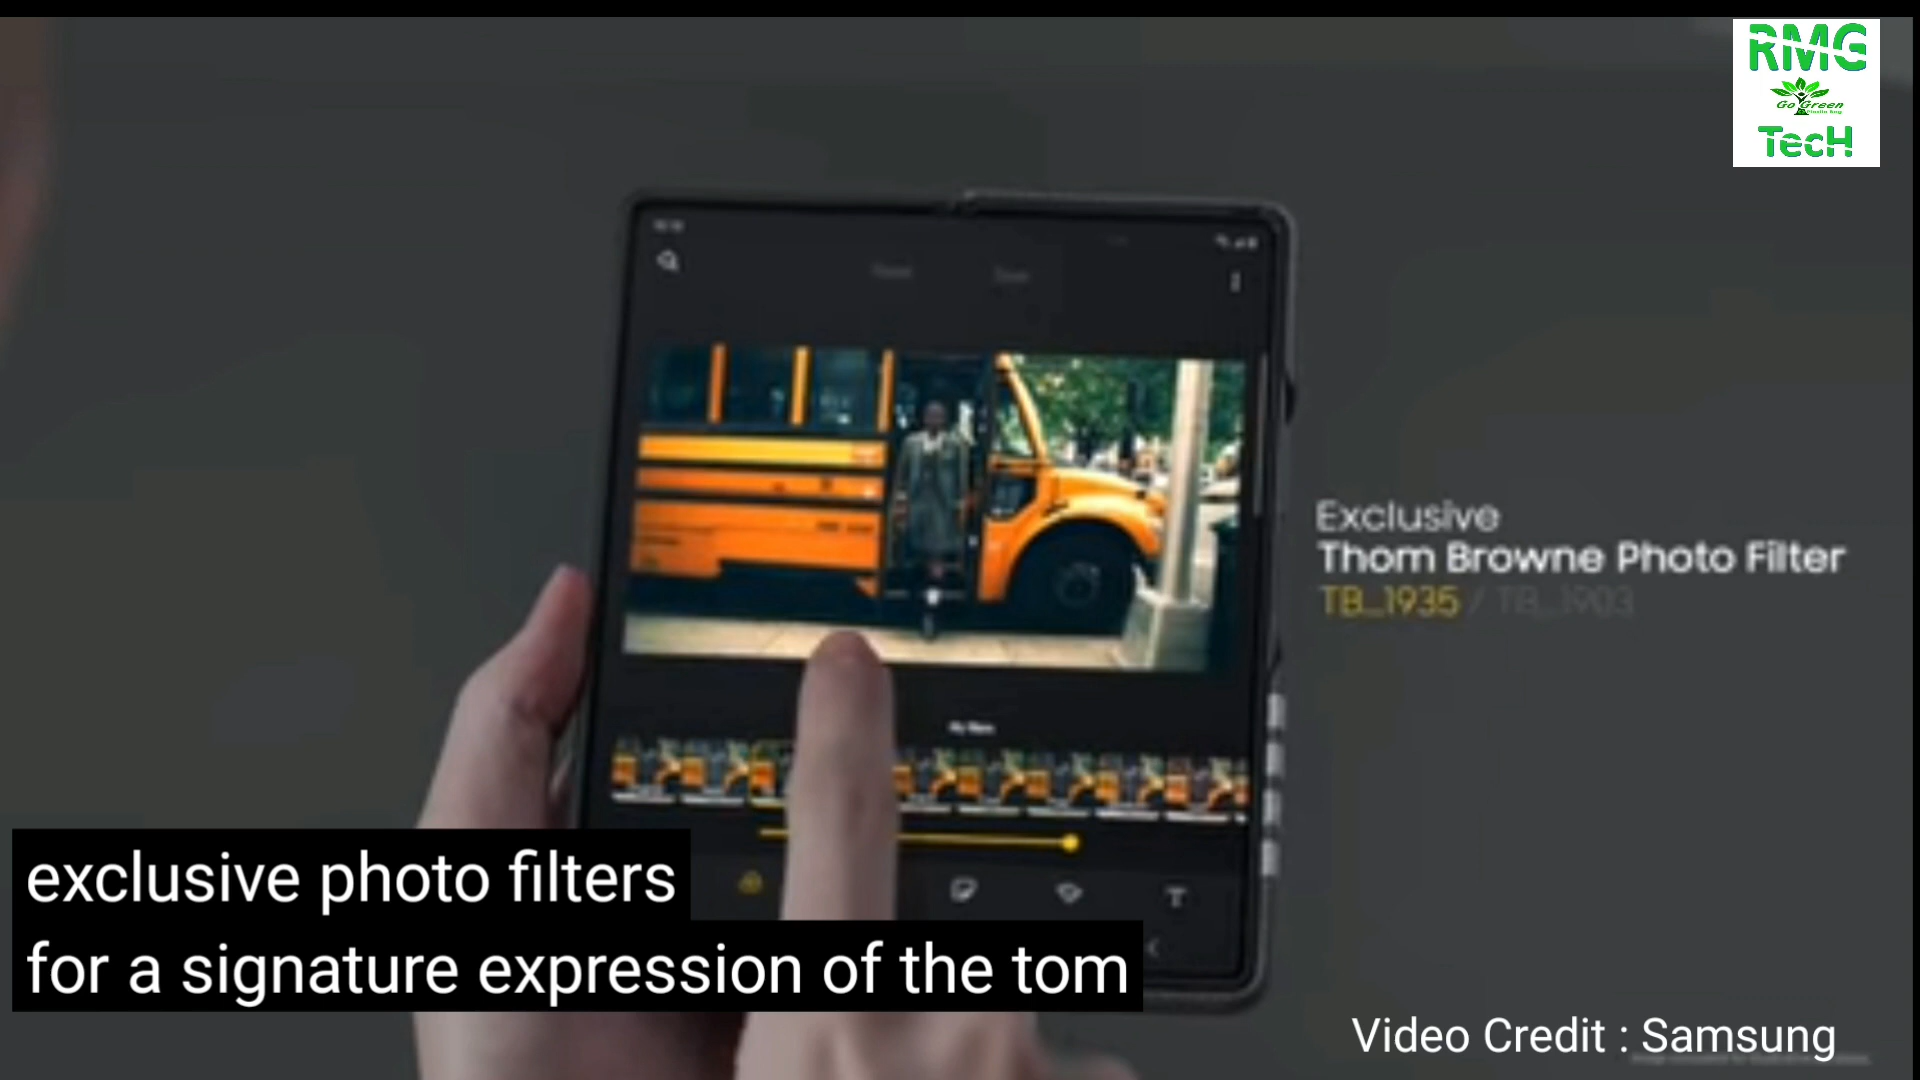 RMG
Go Green
TecH
Exclusive
Thom Browne Photo Filter
TB_1935 / TB_1903
exclusive photo filters
for a signature expression of the tom
Video Credit : Samsung